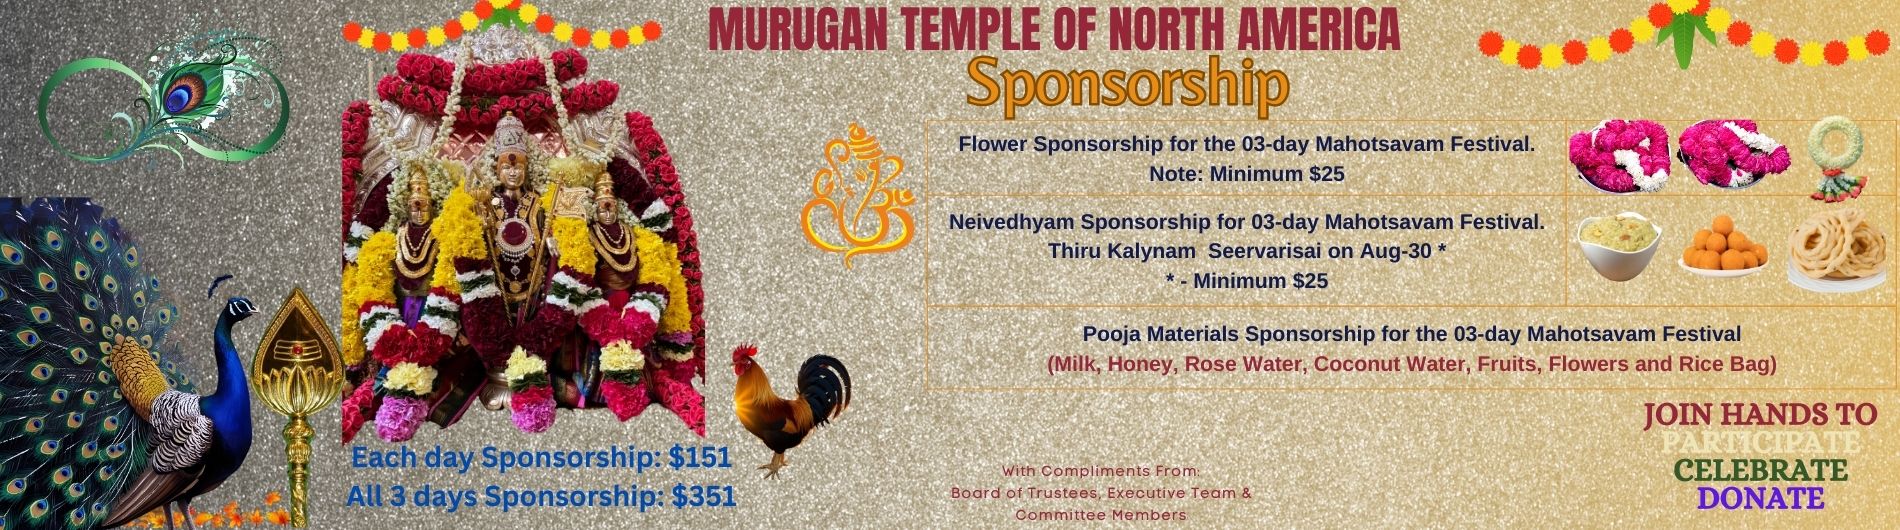 MURUGAN TEMPLE OF NORTH AMERICA
Sponsorship
Flower Sponsorship for the 03-day Mahotsavam Festival.
Note: Minimum $25
Neivedhyam Sponsorship for 03-day Mahotsavam Festival.
Thiru Kalynam Seervarisai on Aug-30 *
* - Minimum $25
Pooja Materials Sponsorship for the 03-day Mahotsavam Festival
(Milk, Honey, Rose Water, Coconut Water, Fruits, Flowers and Rice Bag)
Each day Sponsorship: $151
All 3 days Sponsorship: $351
With Compliments From:
Board of Trustees, Executive Team &
Committee Members
JOIN HANDS TO
PARTICIPATE
CELEBRATE
DONATE